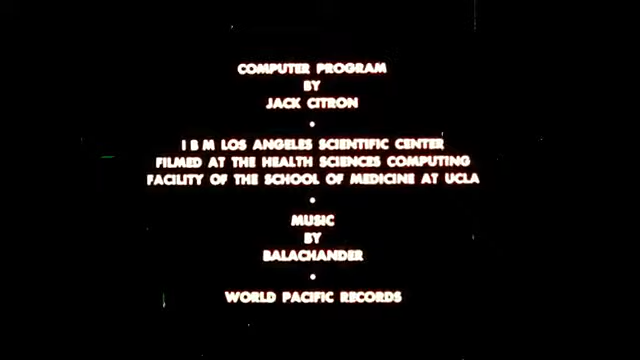 COMPUTER PROGRAM
BY
JACK CITRON
•
I B M LOS ANGELES SCIENTIFIC CENTER
FILMED AT THE HEALTH SCIENCES COMPUTING
FACILITY OF THE SCHOOL OF MEDICINE AT UCLA
•
MUSIC
BY
BALACHANDER
•
WORLD PACIFIC RECORDS